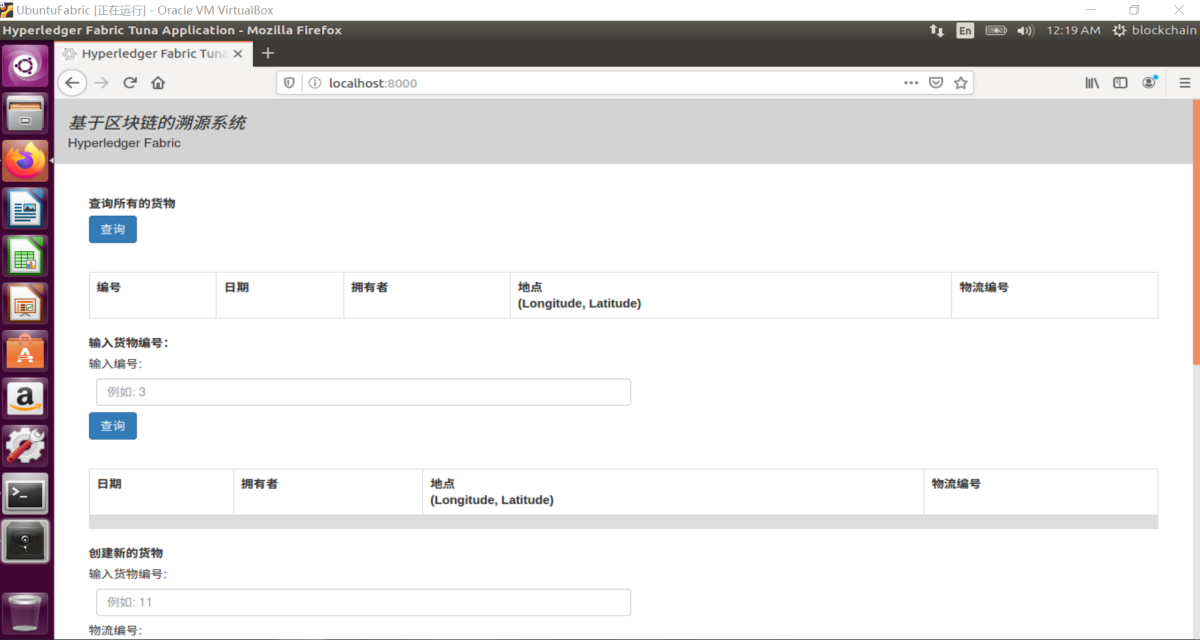 UbuntuFabric [正在运行] - Oracle VM VirtualBox
Hyperledger Fabric Tuna Application - Mozilla Firefox
En
12:19 AM
blockchain
Hyperledger Fabric Tuna
localhost:8000
基于区块链的溯源系统
Hyperledger Fabric
查询所有的货物
查询
编号 日期 拥有者 地点 物流编号
(Longitude, Latitude)
输入货物编号:
输入编号:
例如: 3
查询
日期 拥有者 地点 物流编号
(Longitude, Latitude)
创建新的货物
输入货物编号:
例如: 11
物流编号: